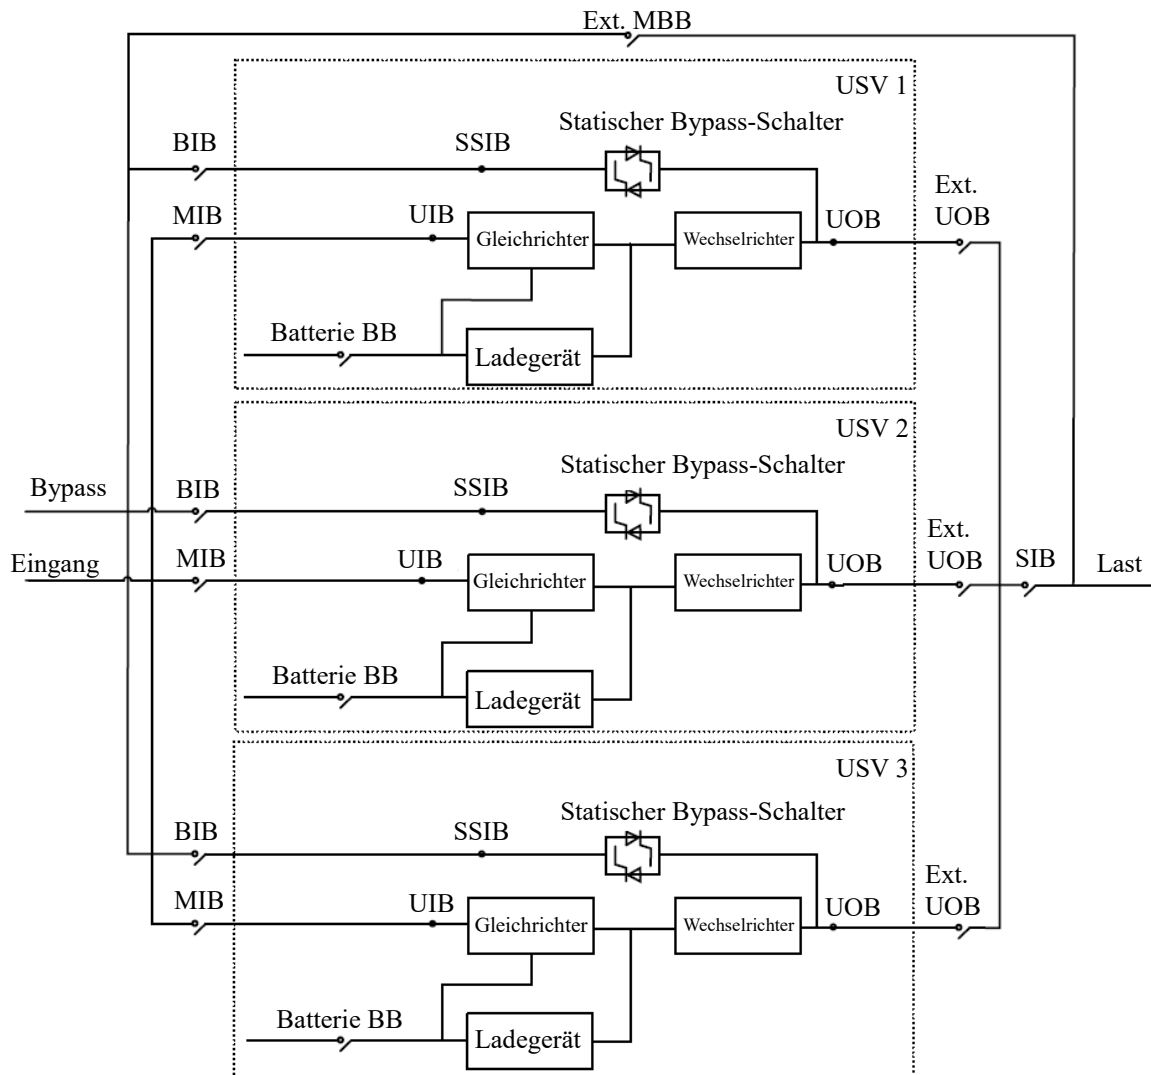 Ext. MBB
USV 1
Statischer Bypass-Schalter
BIB
SSIB
Ext.
UOB
MIB
UIB
Gleichrichter
Wechselrichter
UOB
Batterie BB
Ladegerät
USV 2
Statischer Bypass-Schalter
Bypass
BIB
SSIB
Ext.
UOB
Eingang
MIB
UIB
Gleichrichter
Wechselrichter
UOB
SIB
Last
Batterie BB
Ladegerät
USV 3
Statischer Bypass-Schalter
BIB
SSIB
Ext.
UOB
MIB
UIB
Gleichrichter
Wechselrichter
UOB
Batterie BB
Ladegerät